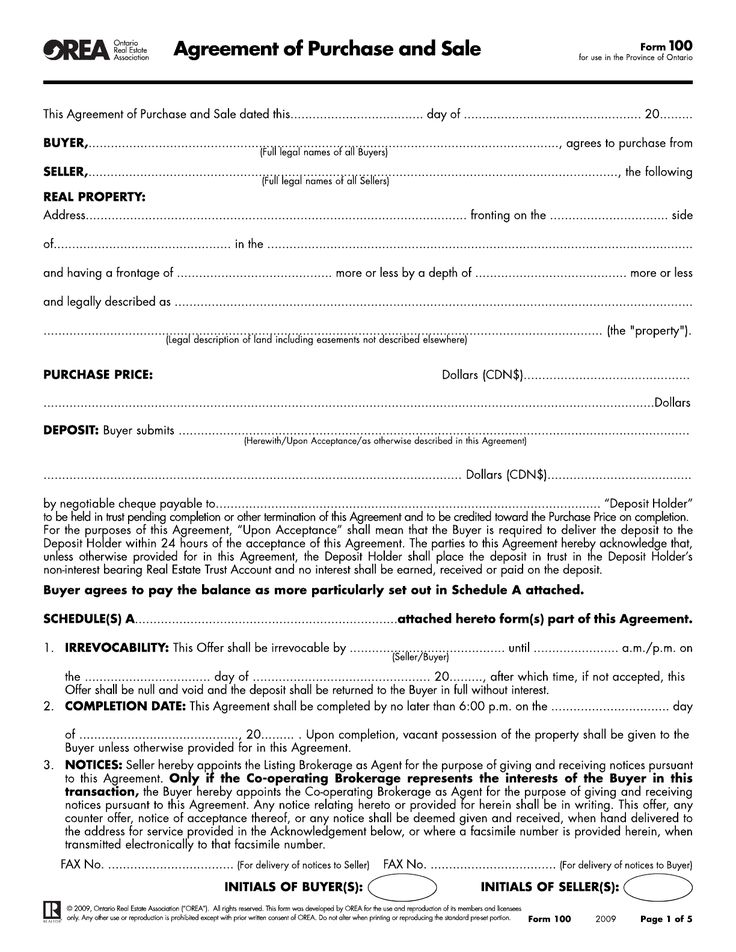 OREA Ontario Real Estate Association
Agreement of Purchase and Sale
Form 100
for use in the Province of Ontario
This Agreement of Purchase and Sale dated this.................................. day of .............................................. 20.........
BUYER,......................................................................................................................, agrees to purchase from
(Full legal names of all Buyers)
SELLER,......................................................................................................................................, the following
(Full legal names of all Sellers)
REAL PROPERTY:
Address.................................................................................................. fronting on the .............................. side
of.............................................. in the ..............................................................................................................
and having a frontage of ........................................ more or less by a depth of ....................................... more or less
and legally described as .....................................................................................................................................
................................................................................................................................................ (the "property").
(Legal description of land including easements not described elsewhere)
PURCHASE PRICE: Dollars (CDN$)...........................................
..............................................................................................................................................................Dollars
DEPOSIT: Buyer submits ....................................................................................................................................
(Herewith/Upon Acceptance/as otherwise described in this Agreement)
............................................................................................................ Dollars (CDN$).....................................
by negotiable cheque payable to.................................................................................................... “Deposit Holder”
to be held in trust pending completion or other termination of this Agreement and to be credited toward the Purchase Price on completion.
For the purposes of this Agreement, “Upon Acceptance” shall mean that the Buyer is required to deliver the deposit to the
Deposit Holder within 24 hours of the acceptance of this Agreement. The parties to this Agreement hereby acknowledge that,
unless otherwise provided for in this Agreement, the Deposit Holder shall place the deposit in trust in the Deposit Holder’s
non-interest bearing Real Estate Trust Account and no interest shall be earned, received or paid on the deposit.
Buyer agrees to pay the balance as more particularly set out in Schedule A attached.
SCHEDULE(S) A....................................................................attached hereto form(s) part of this Agreement.
1. IRREVOCABILITY: This Offer shall be irrevocable by ........................................ until ...................... a.m./p.m. on
(Seller/Buyer)
the ................................ day of .............................................. 20........., after which time, if not accepted, this
Offer shall be null and void and the deposit shall be returned to the Buyer in full without interest.
2. COMPLETION DATE: This Agreement shall be completed by no later than 6:00 p.m. on the .............................. day
of .........................................., 20......... . Upon completion, vacant possession of the property shall be given to the
Buyer unless otherwise provided for in this Agreement.
3. NOTICES: Seller hereby appoints the Listing Brokerage as Agent for the purpose of giving and receiving notices pursuant
to this Agreement. Only if the Co-operating Brokerage represents the interests of the Buyer in this
transaction, the Buyer hereby appoints the Co-operating Brokerage as Agent for the purpose of giving and receiving
notices pursuant to this Agreement. Any notice relating hereto or provided for herein shall be in writing. This offer, any
counter offer, notice of acceptance thereof, or any notice shall be deemed given and received, when hand delivered to
the address for service provided in the Acknowledgement below, or where a facsimile number is provided herein, when
transmitted electronically to that facsimile number.
FAX No. ................................ (For delivery of notices to Seller) FAX No. ................................ (For delivery of notices to Buyer)
INITIALS OF BUYER(S): INITIALS OF SELLER(S):
REALTOR © 2009, Ontario Real Estate Association (“OREA”). All rights reserved. This form was developed by OREA for the use and reproduction of its members and licensees
only. Any other use or reproduction is prohibited except with prior written consent of OREA. Do not alter when printing or reproducing the standard pre-set portion.
Form 100 2009 Page 1 of 5